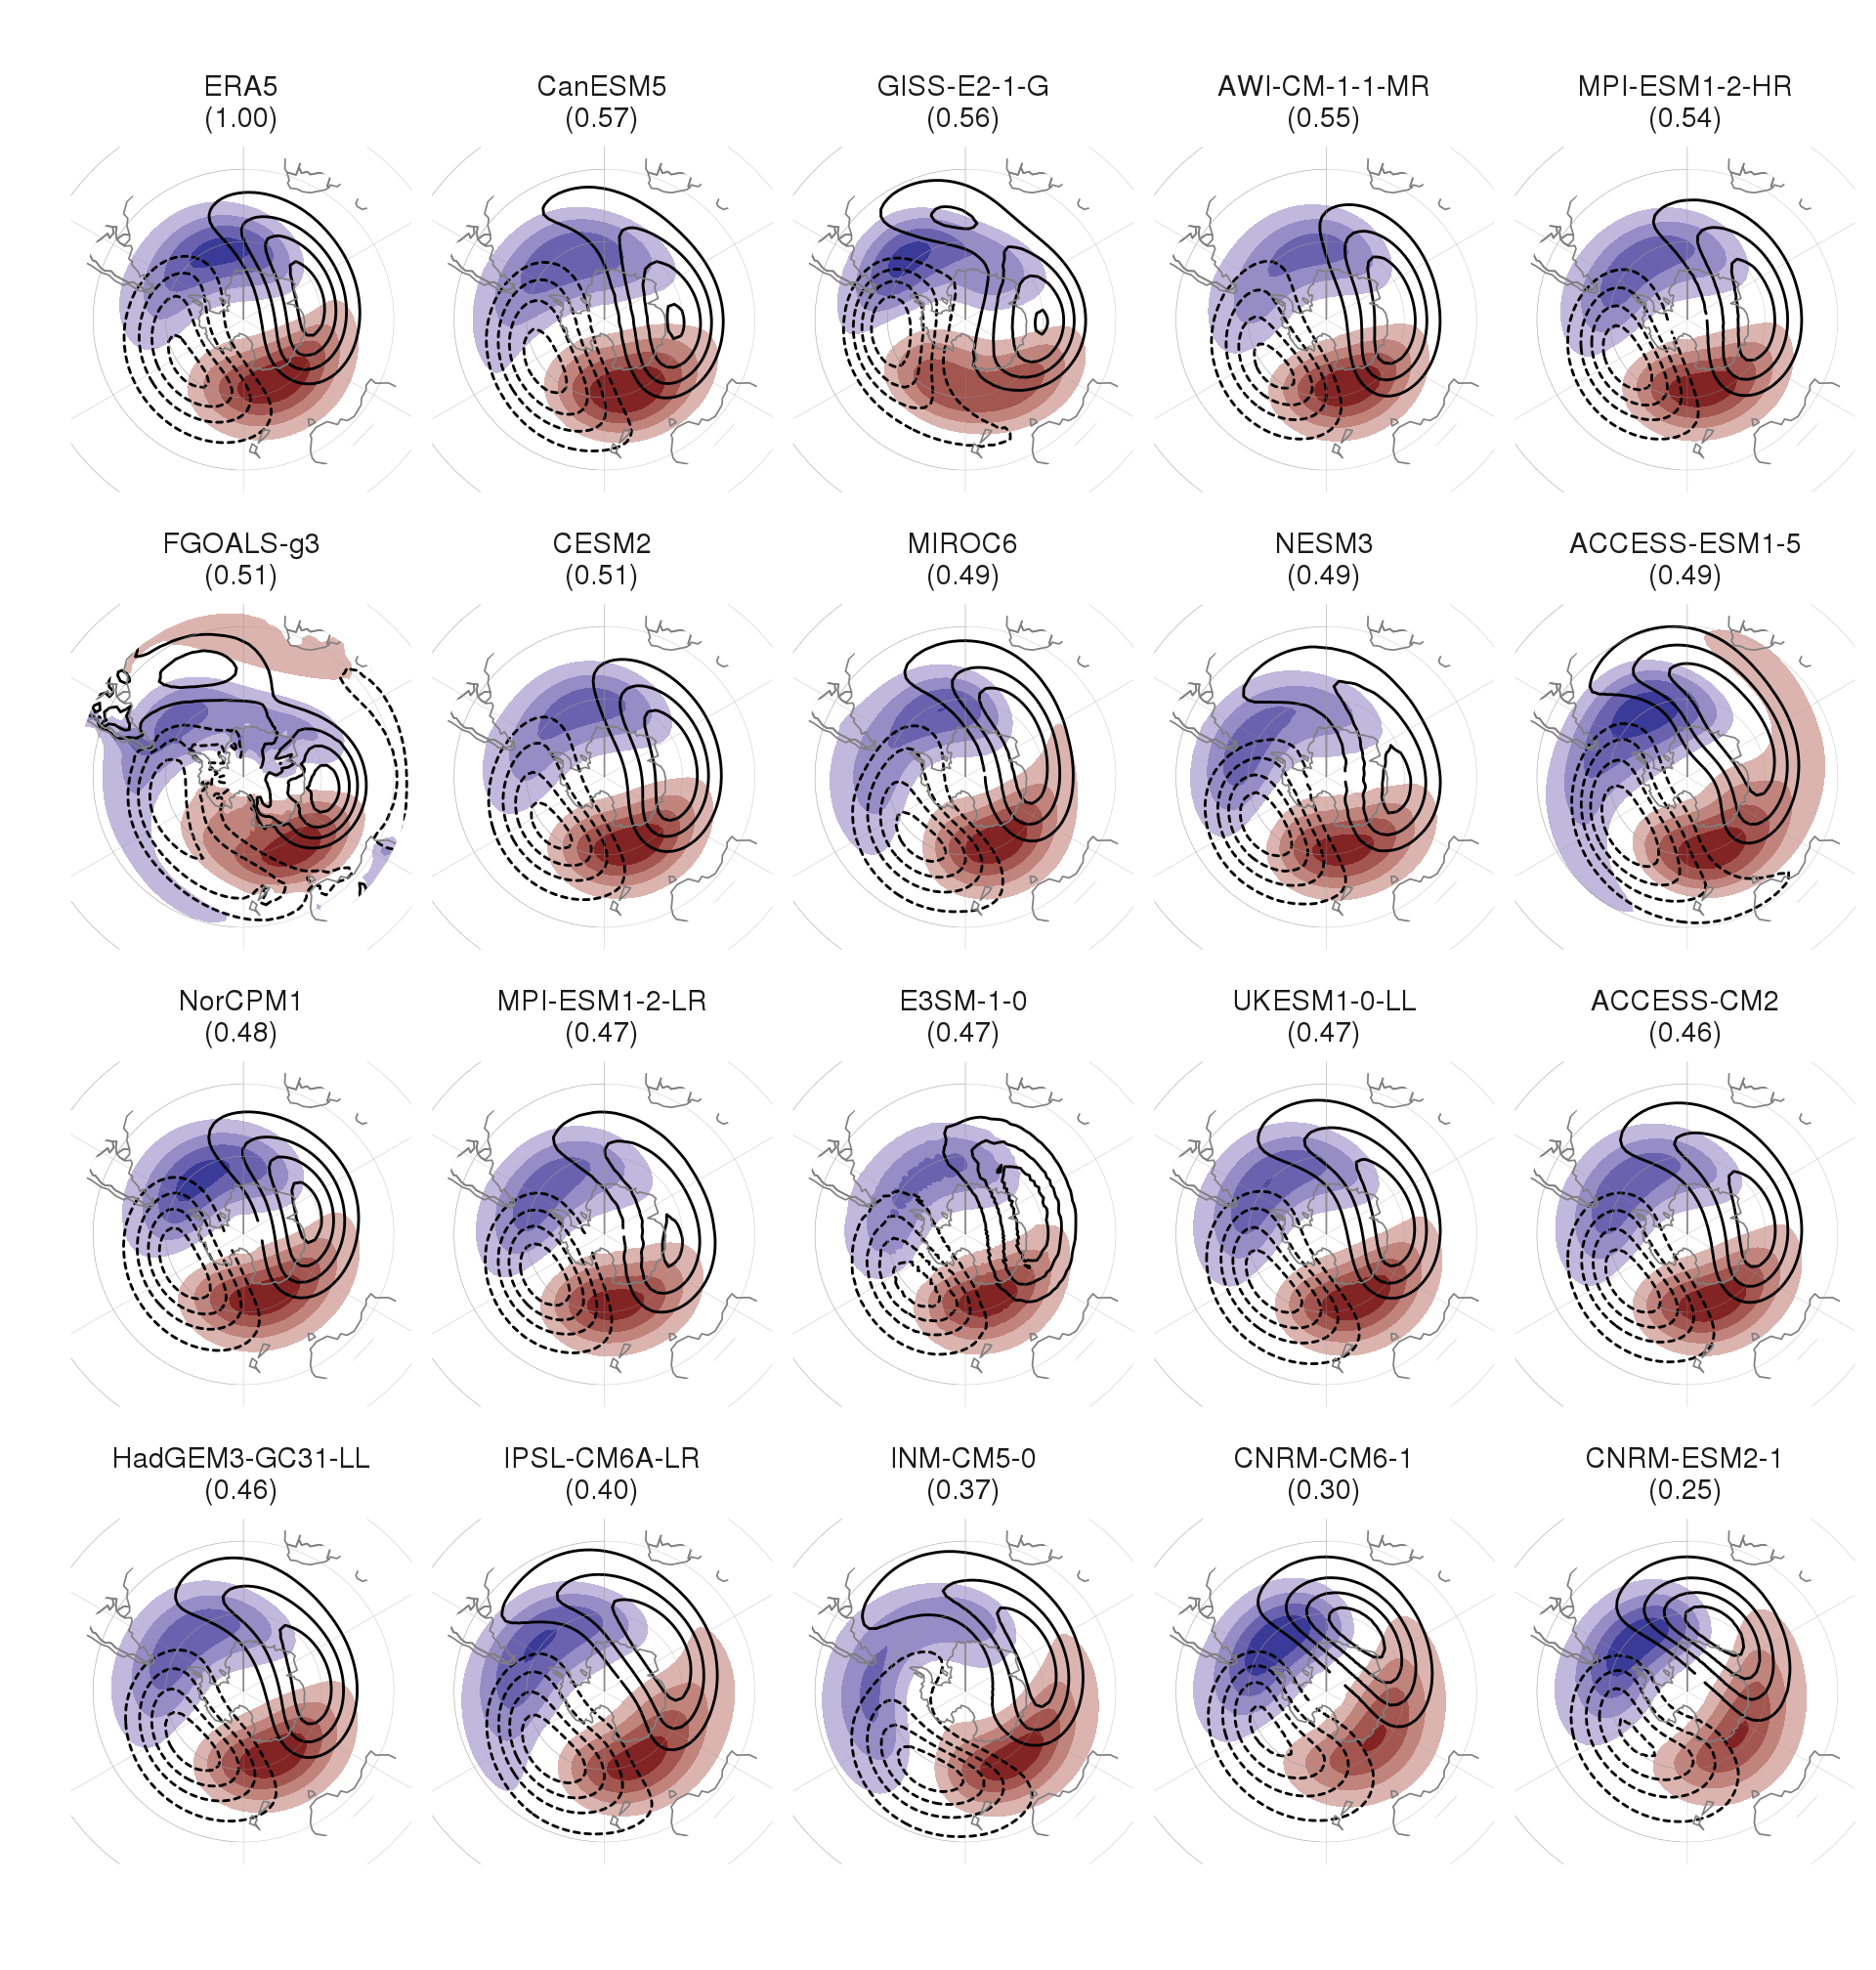 ERA5
(1.00)
CanESM5
(0.57)
GISS-E2-1-G
(0.56)
AWI-CM-1-1-MR
(0.55)
MPI-ESM1-2-HR
(0.54)
FGOALS-g3
(0.51)
CESM2
(0.51)
MIROC6
(0.49)
NESM3
(0.49)
ACCESS-ESM1-5
(0.49)
NorCPM1
(0.48)
MPI-ESM1-2-LR
(0.47)
E3SM-1-0
(0.47)
UKESM1-0-LL
(0.47)
ACCESS-CM2
(0.46)
HadGEM3-GC31-LL
(0.46)
IPSL-CM6A-LR
(0.40)
INM-CM5-0
(0.37)
CNRM-CM6-1
(0.30)
CNRM-ESM2-1
(0.25)